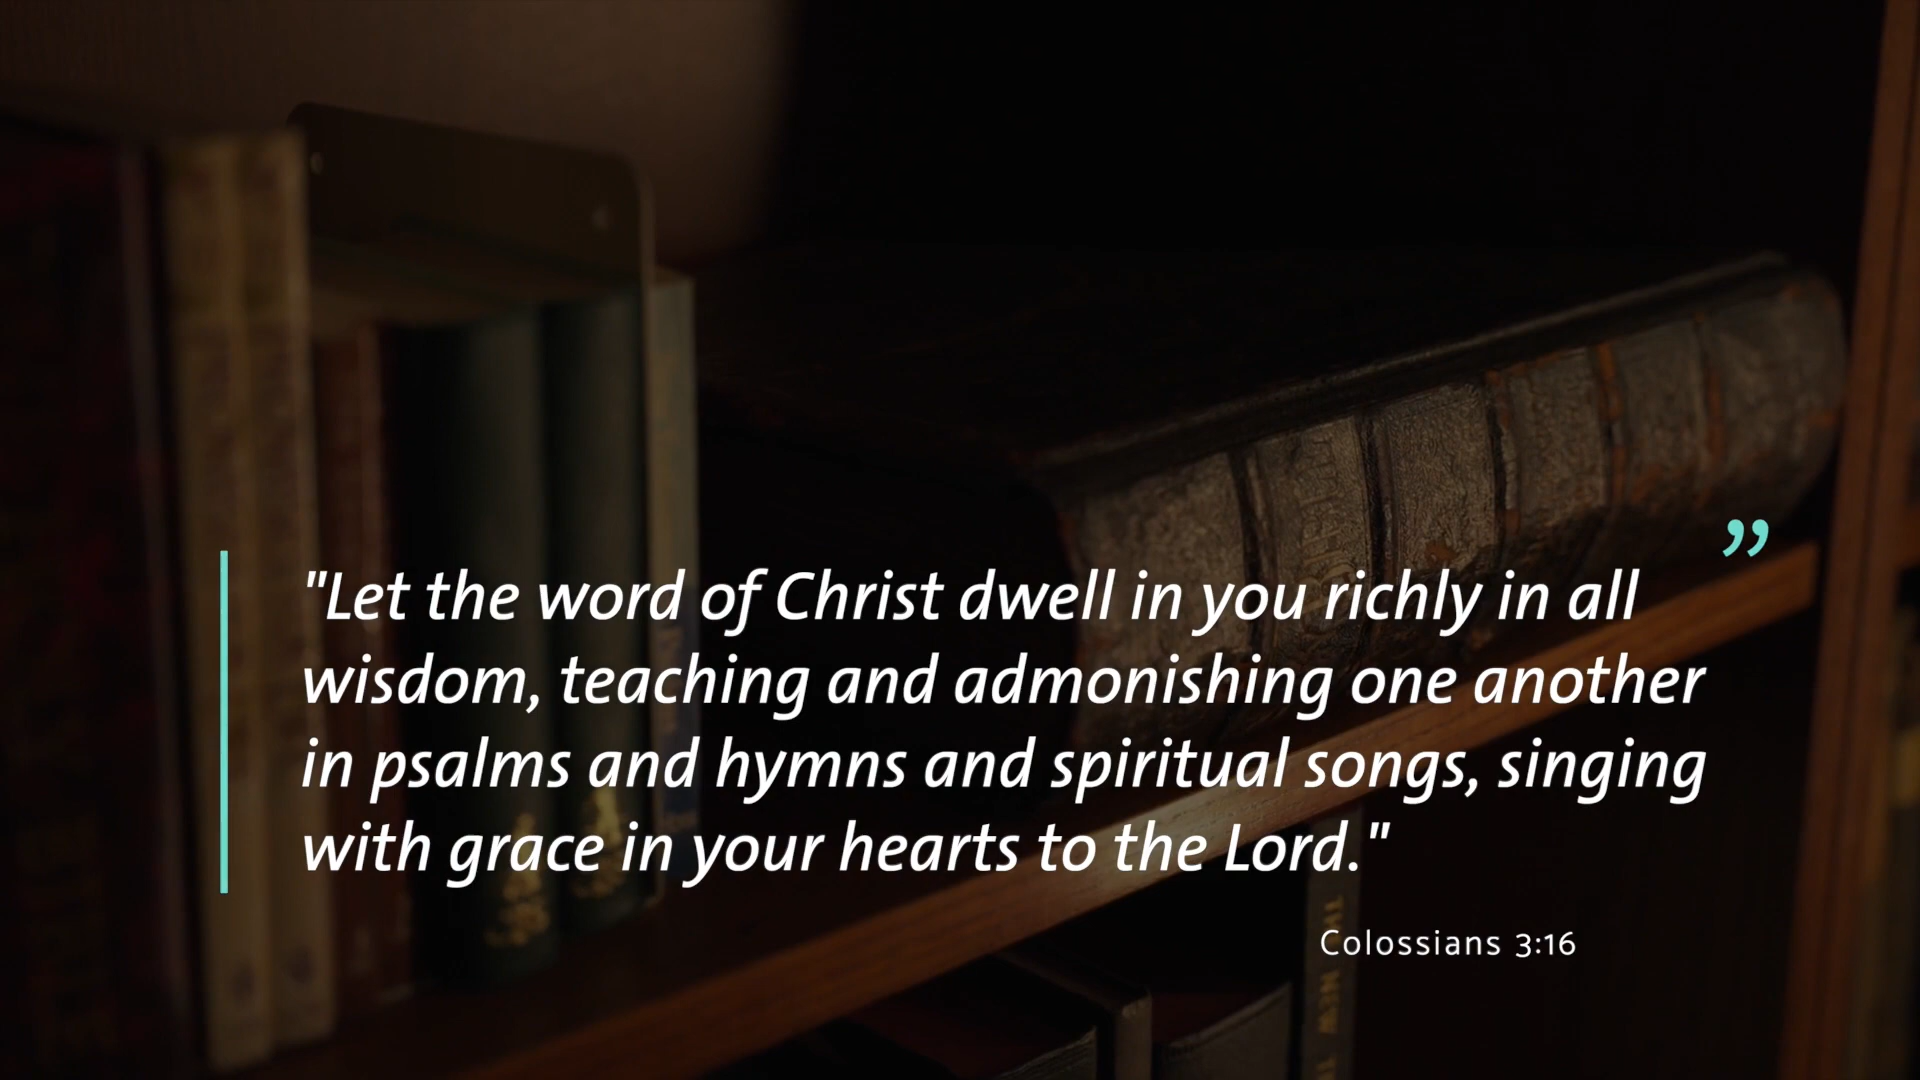 "Let the word of Christ dwell in you richly in all
wisdom, teaching and admonishing one another
in psalms and hymns and spiritual songs, singing
with grace in your hearts to the Lord."
Colossians 3:16